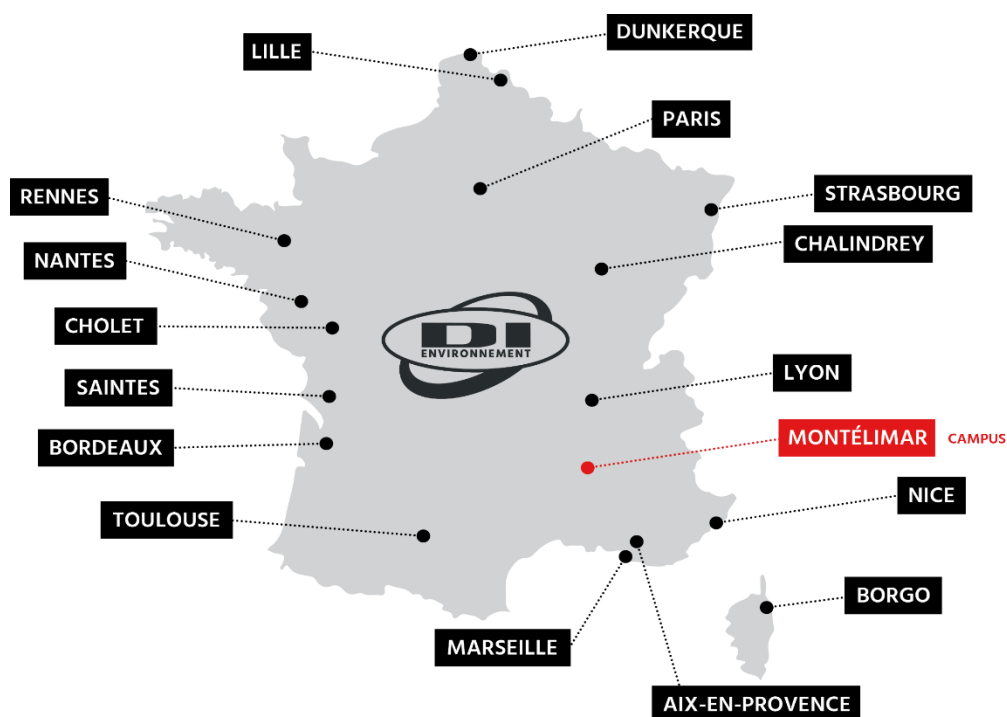 DUNKERQUE
LILLE
PARIS
STRASBOURG
RENNES
CHALINDREY
NANTES
CHOLET
DI
ENVIRONNEMENT
LYON
SAINTES
MONTÉLIMAR CAMPUS
BORDEAUX
NICE
TOULOUSE
BORGO
MARSEILLE
AIX-EN-PROVENCE